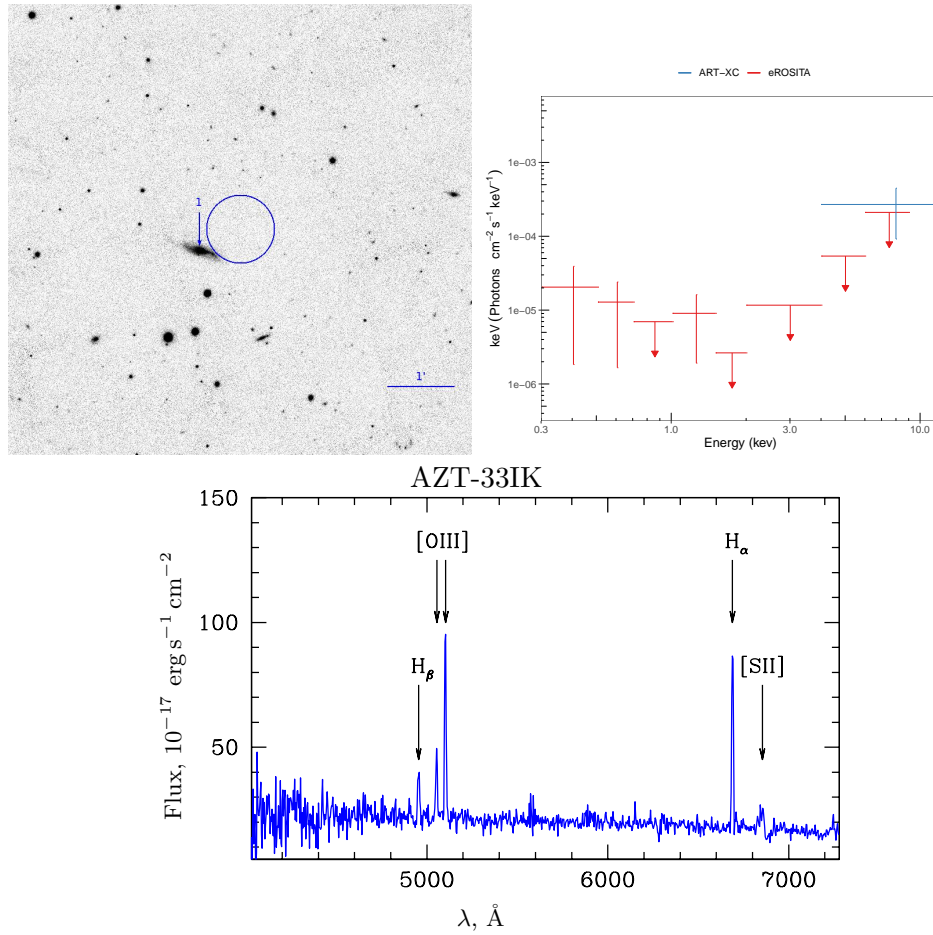 1
1'
ART−XC eROSITA
keV (Photons cm−2 s−1 keV−1)
1e−03
1e−04
1e−05
1e−06
0.3 1.0 3.0 10.0
Energy (kev)
AZT-33IK
Flux, 10−17 erg s−1 cm−2
150
100
50
[OIII]
Hα
Hβ
[SII]
5000 6000 7000
λ, Å